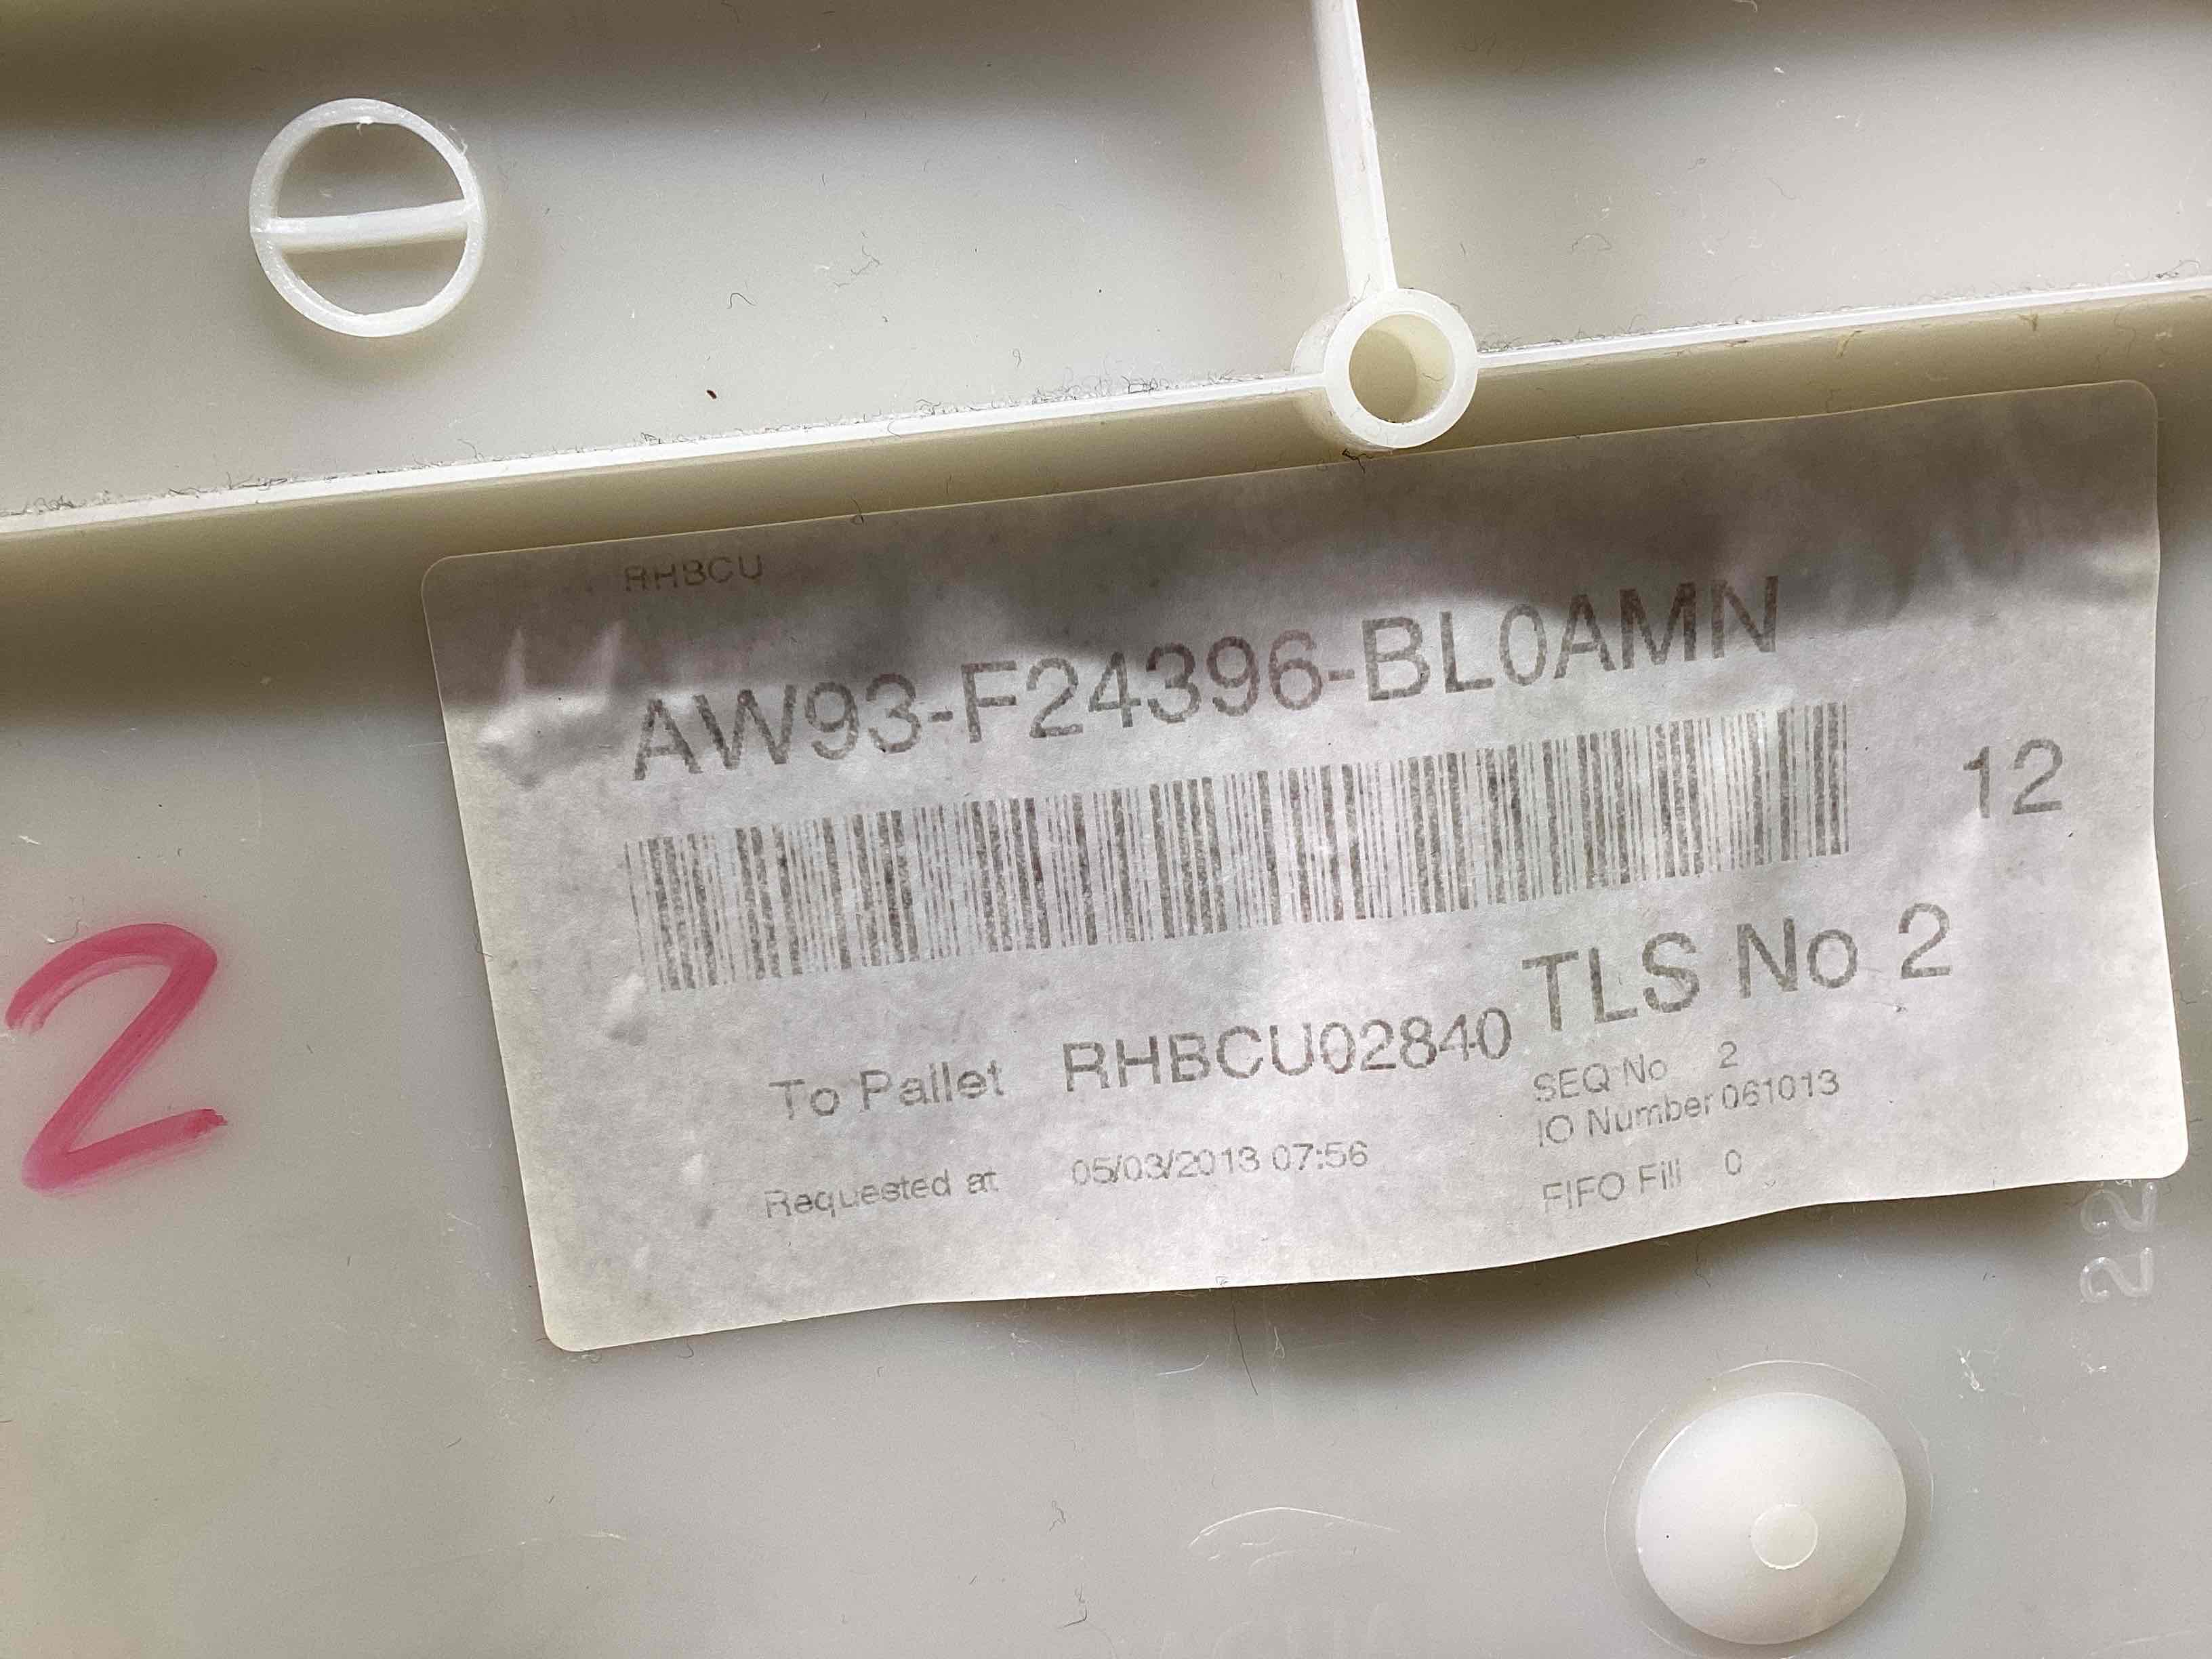 RHBCU
AW93-F24396-BL0AMN
12
TLS No 2
To Pallet RHBCU02840
SEQ No 2
IO Number 061013
Requested at 05/03/2013 07:56
FIFO Fill 0
2
22